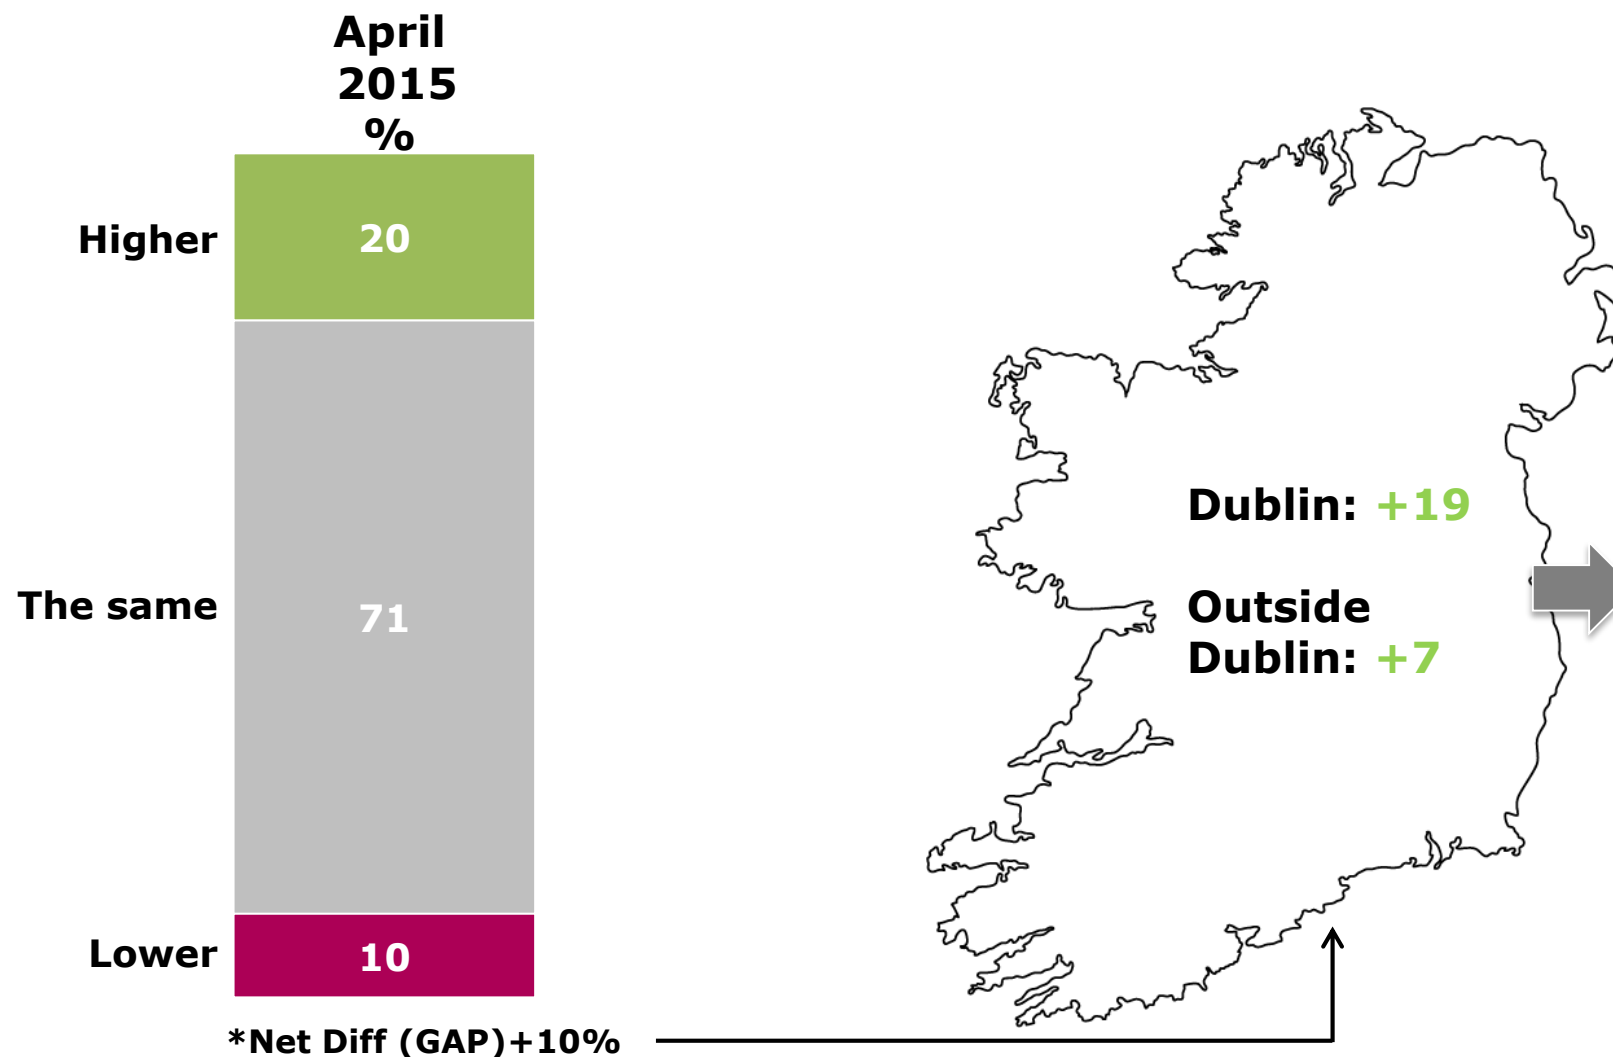 April
2015
%
Higher
20
The same
71
Lower
10
*Net Diff (GAP)+10%
Dublin: +19
Outside
Dublin: +7